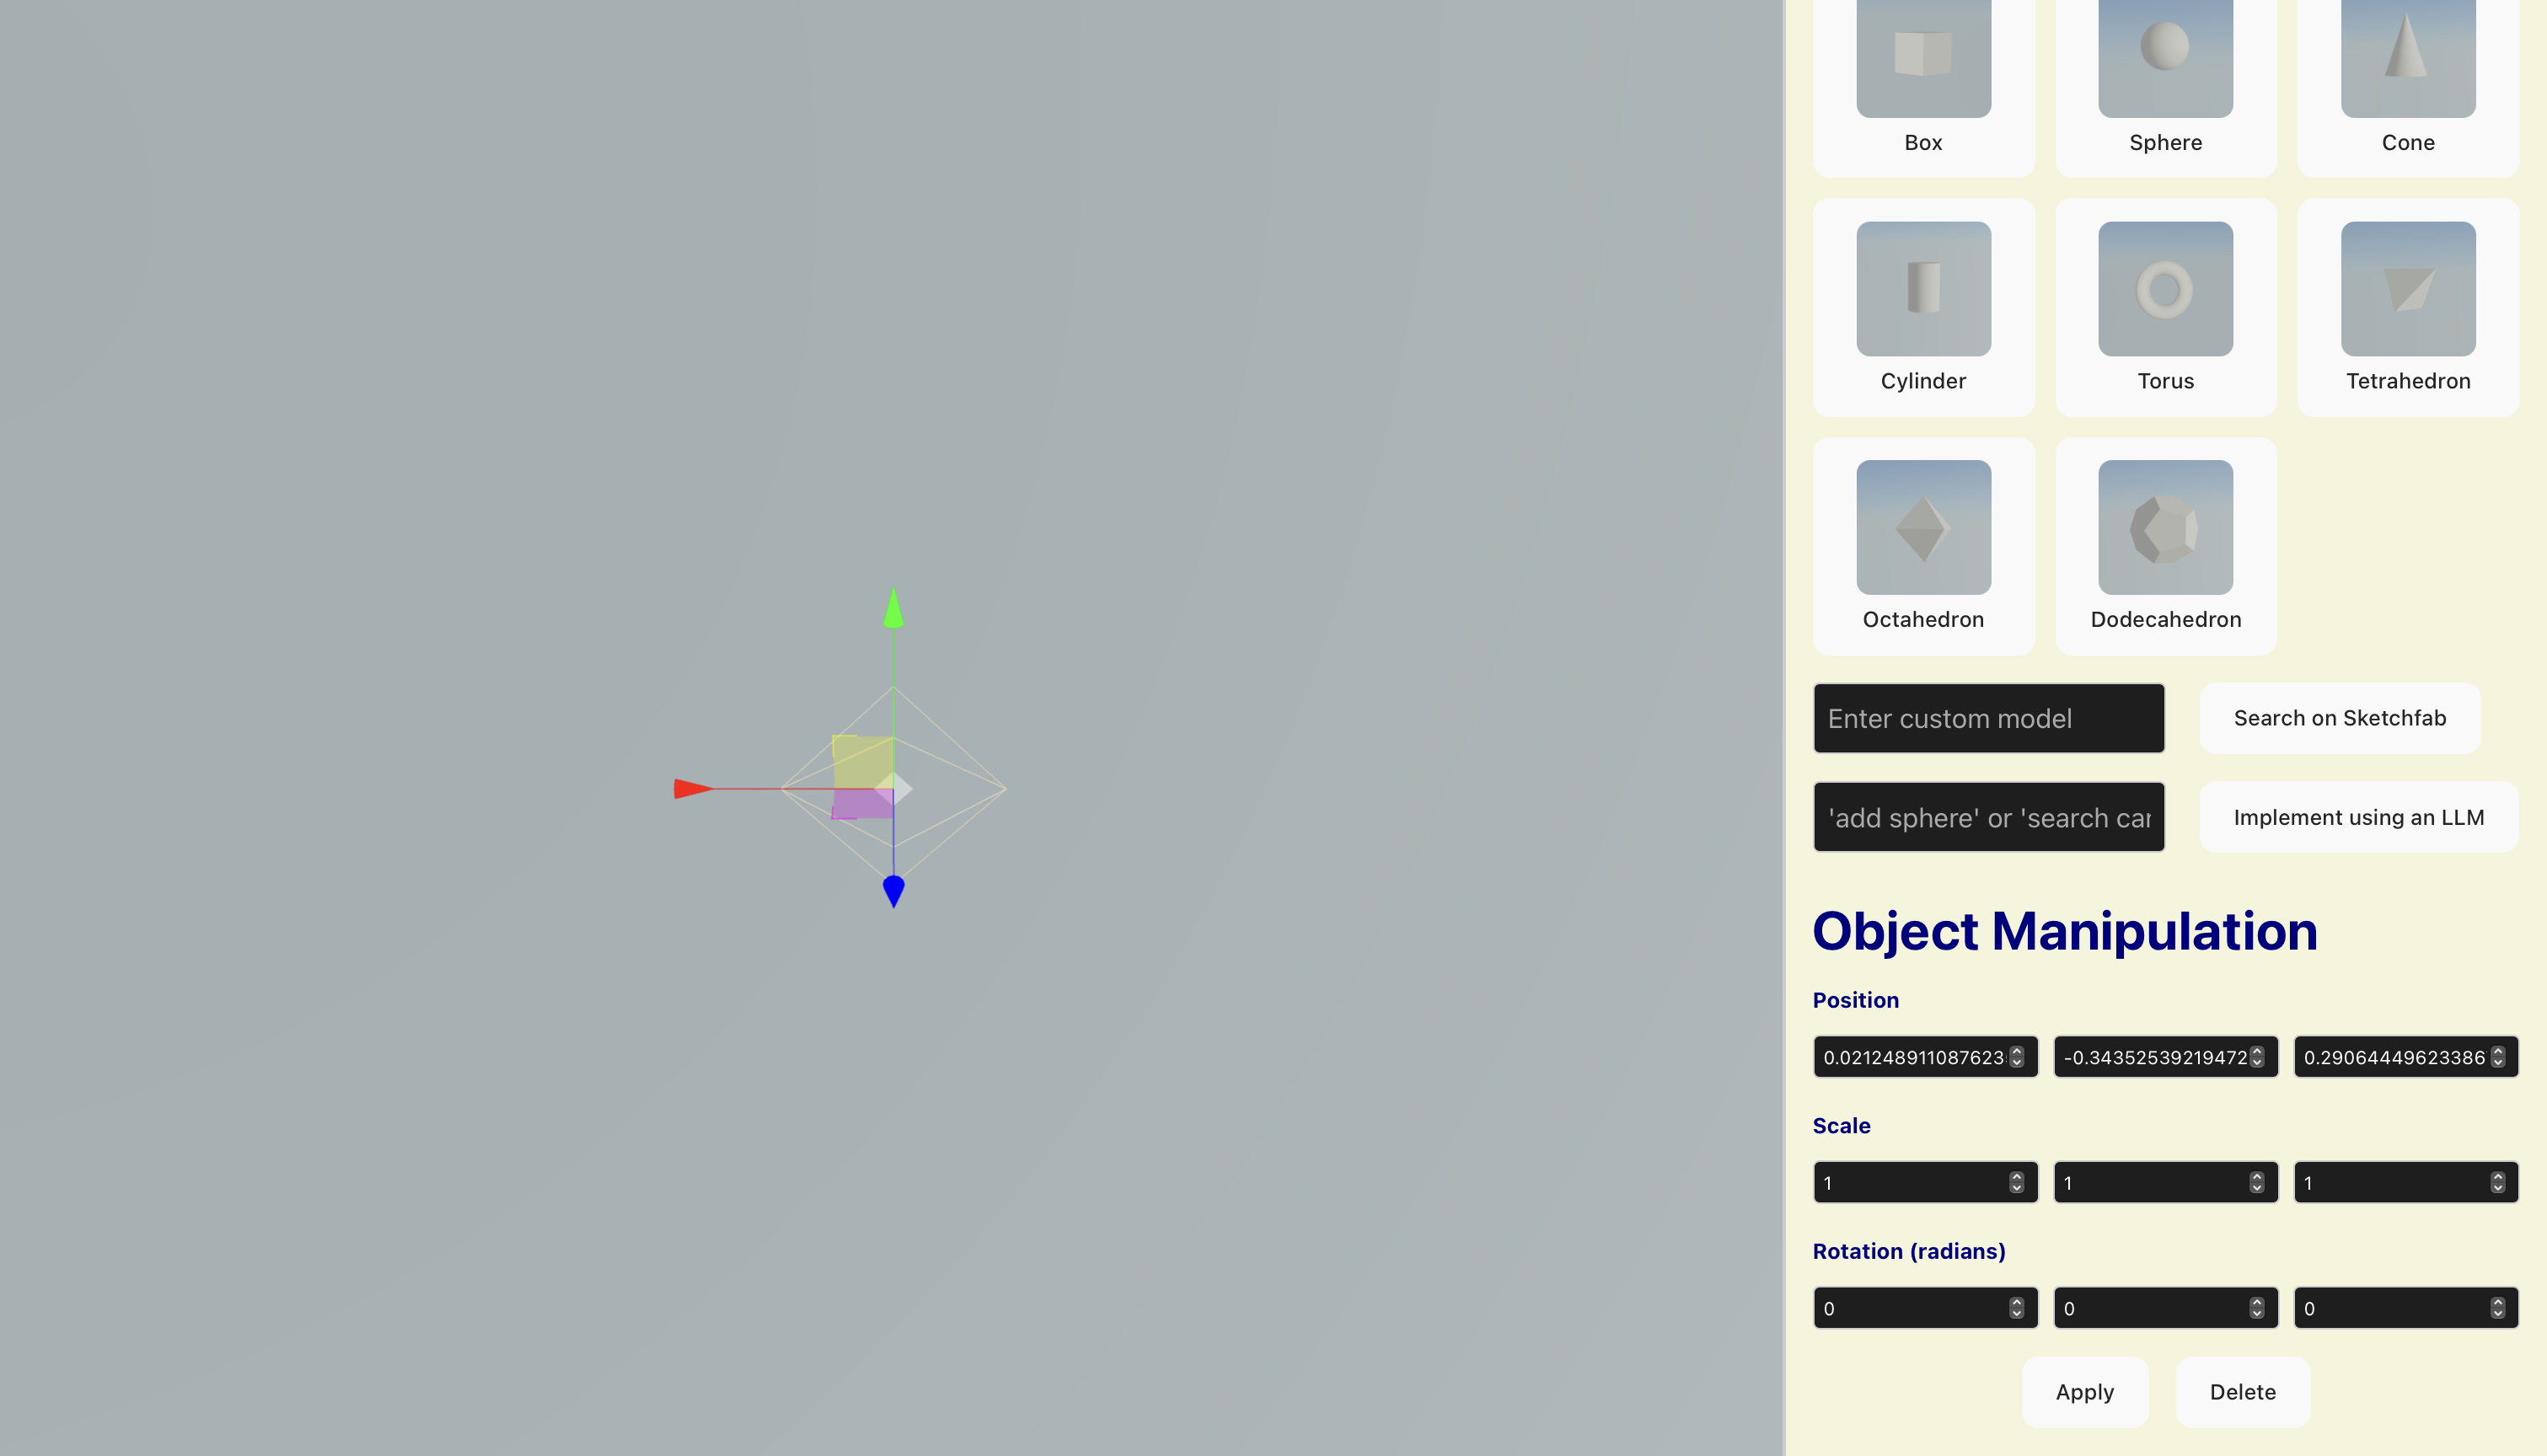 Box
Sphere
Cone
Cylinder
Torus
Tetrahedron
Octahedron
Dodecahedron
Enter custom model
Search on Sketchfab
'add sphere' or 'search car
Implement using an LLM
Object Manipulation
Position
0.021248911087623
-0.34352539219472
0.29064449623386
Scale
1
1
1
Rotation (radians)
0
0
0
Apply
Delete